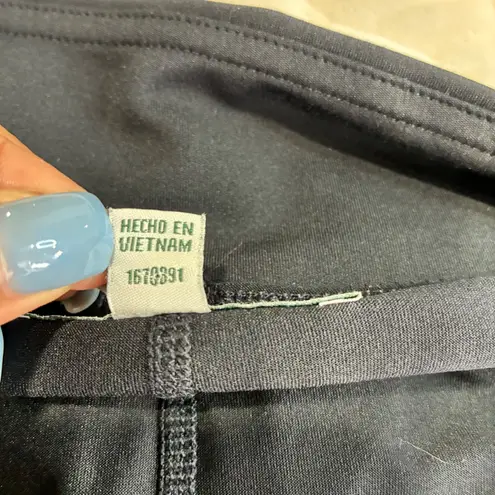 HECHO EN
VIETNAM
1670391